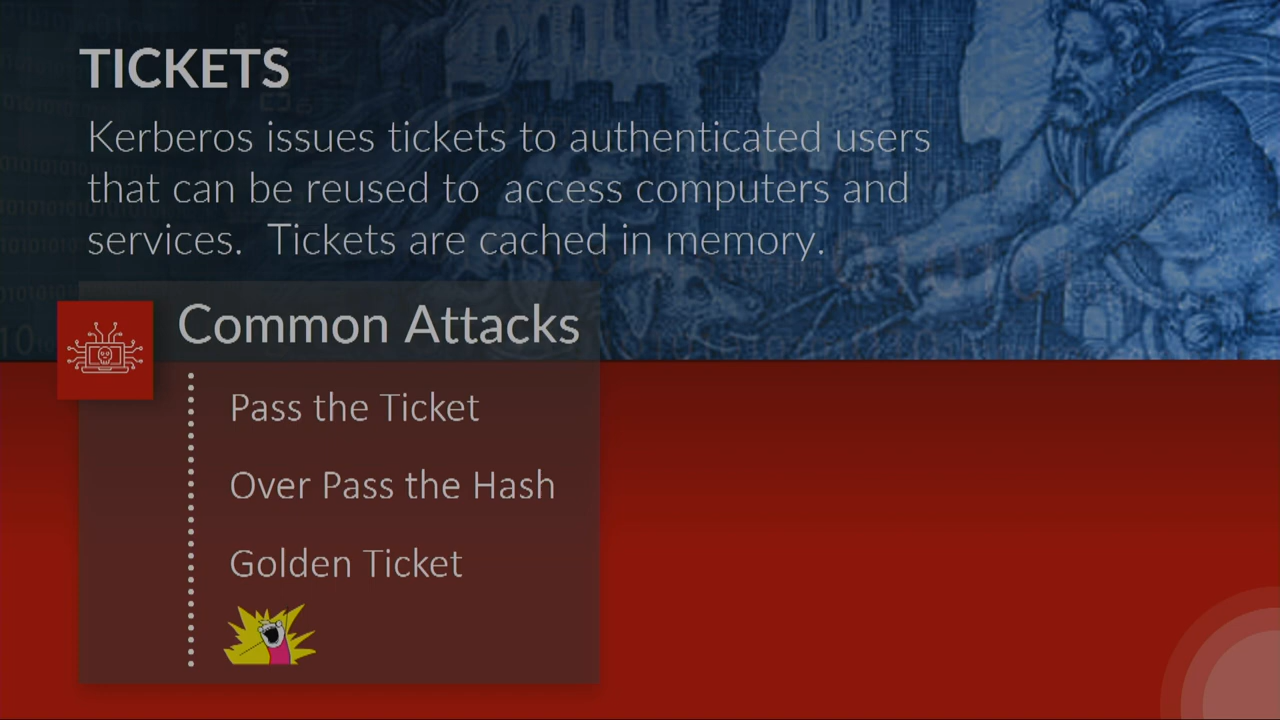 TICKETS
Kerberos issues tickets to authenticated users
that can be reused to  access computers and
services.  Tickets are cached in memory.
Common Attacks
Pass the Ticket
Over Pass the Hash
Golden Ticket